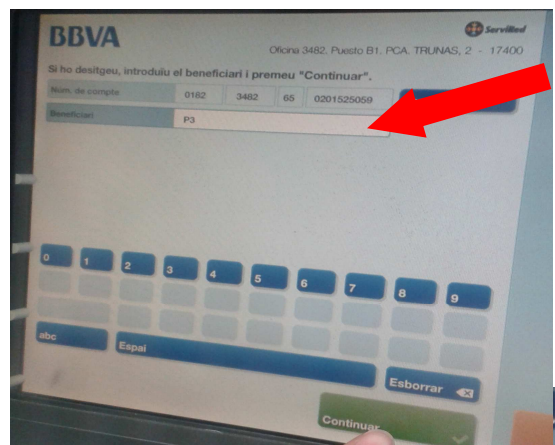 BBVA
ServiRed
Oficina 3482. Puesto B1. PCA. TRUNAS, 2 - 17400
Si ho desitgeu, introduïu el beneficiari i premeu "Continuar".
Núm. de compte 0182 3482 65 0201525059
Beneficiari P3
0 1 2 3 4 5 6 7 8 9
abc Espai Esborrar
Continuar